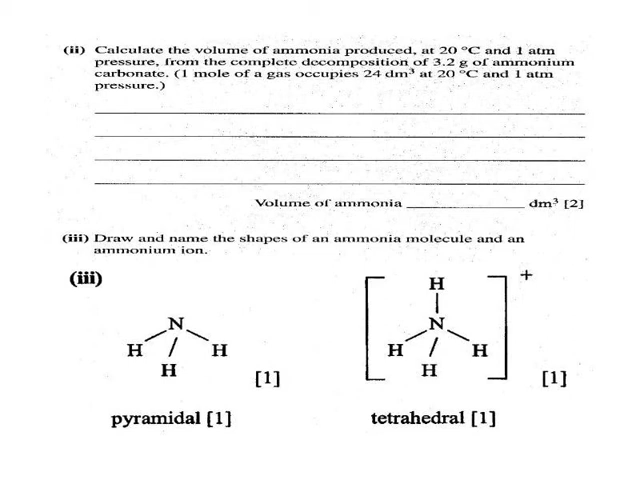 (ii) Calculate the volume of ammonia produced, at 20 °C and 1 atm
pressure, from the complete decomposition of 3.2 g of ammonium
carbonate. (1 mole of a gas occupies 24 dm³ at 20 °C and 1 atm
pressure.)
Volume of ammonia ____________ dm³ [2]
(iii) Draw and name the shapes of an ammonia molecule and an
ammonium ion.
(iii)
N
H H
H
[1]
pyramidal [1]
+
H
N
H H
H
[1]
tetrahedral [1]